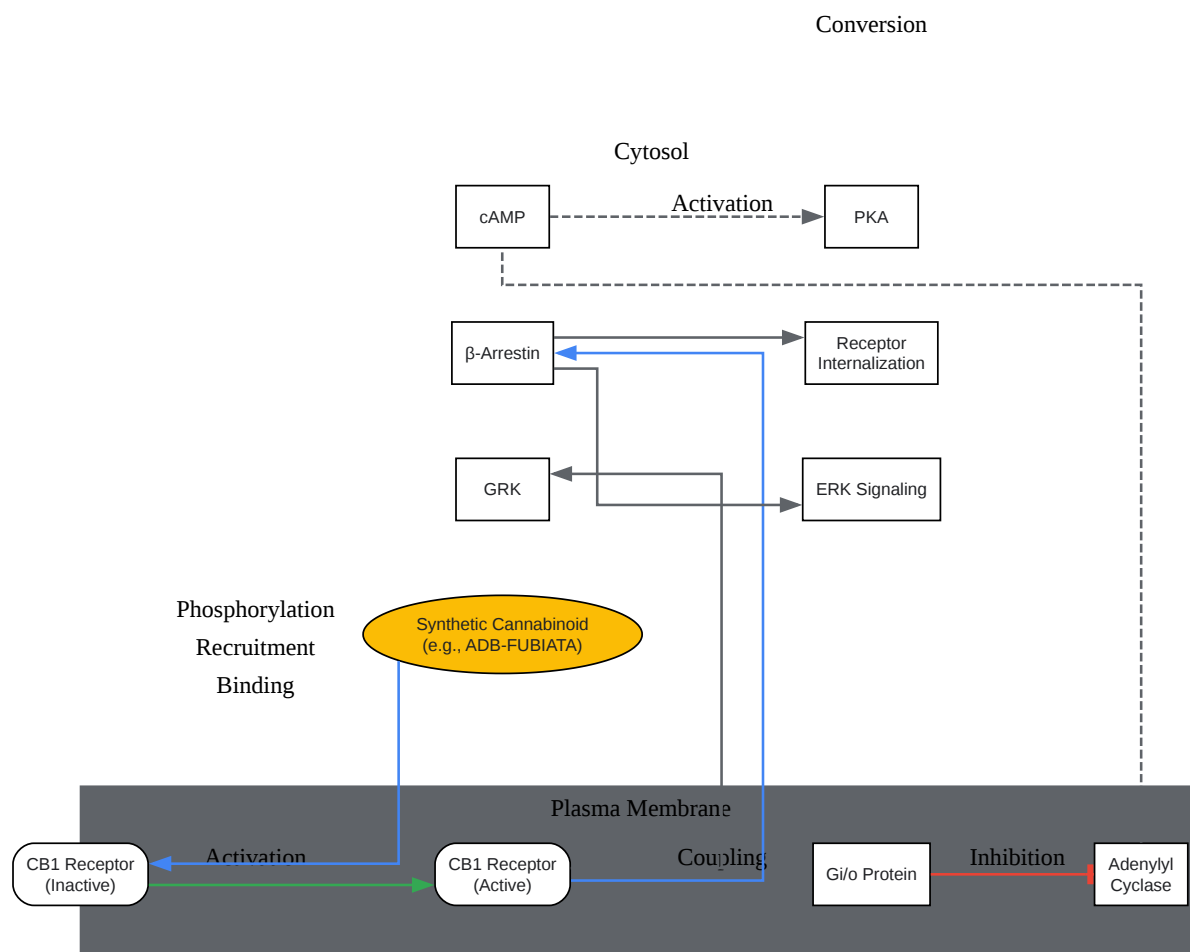 Conversion
Cytosol
cAMP
Activation
PKA
β-Arrestin
Receptor
Internalization
GRK
ERK Signaling
Phosphorylation
Recruitment
Binding
Synthetic Cannabinoid
(e.g., ADB-FUBIATA)
Plasma Membrane
CB1 Receptor
(Inactive)
Activation
CB1 Receptor
(Active)
Coupling
Gi/o Protein
Inhibition
Adenylyl
Cyclase